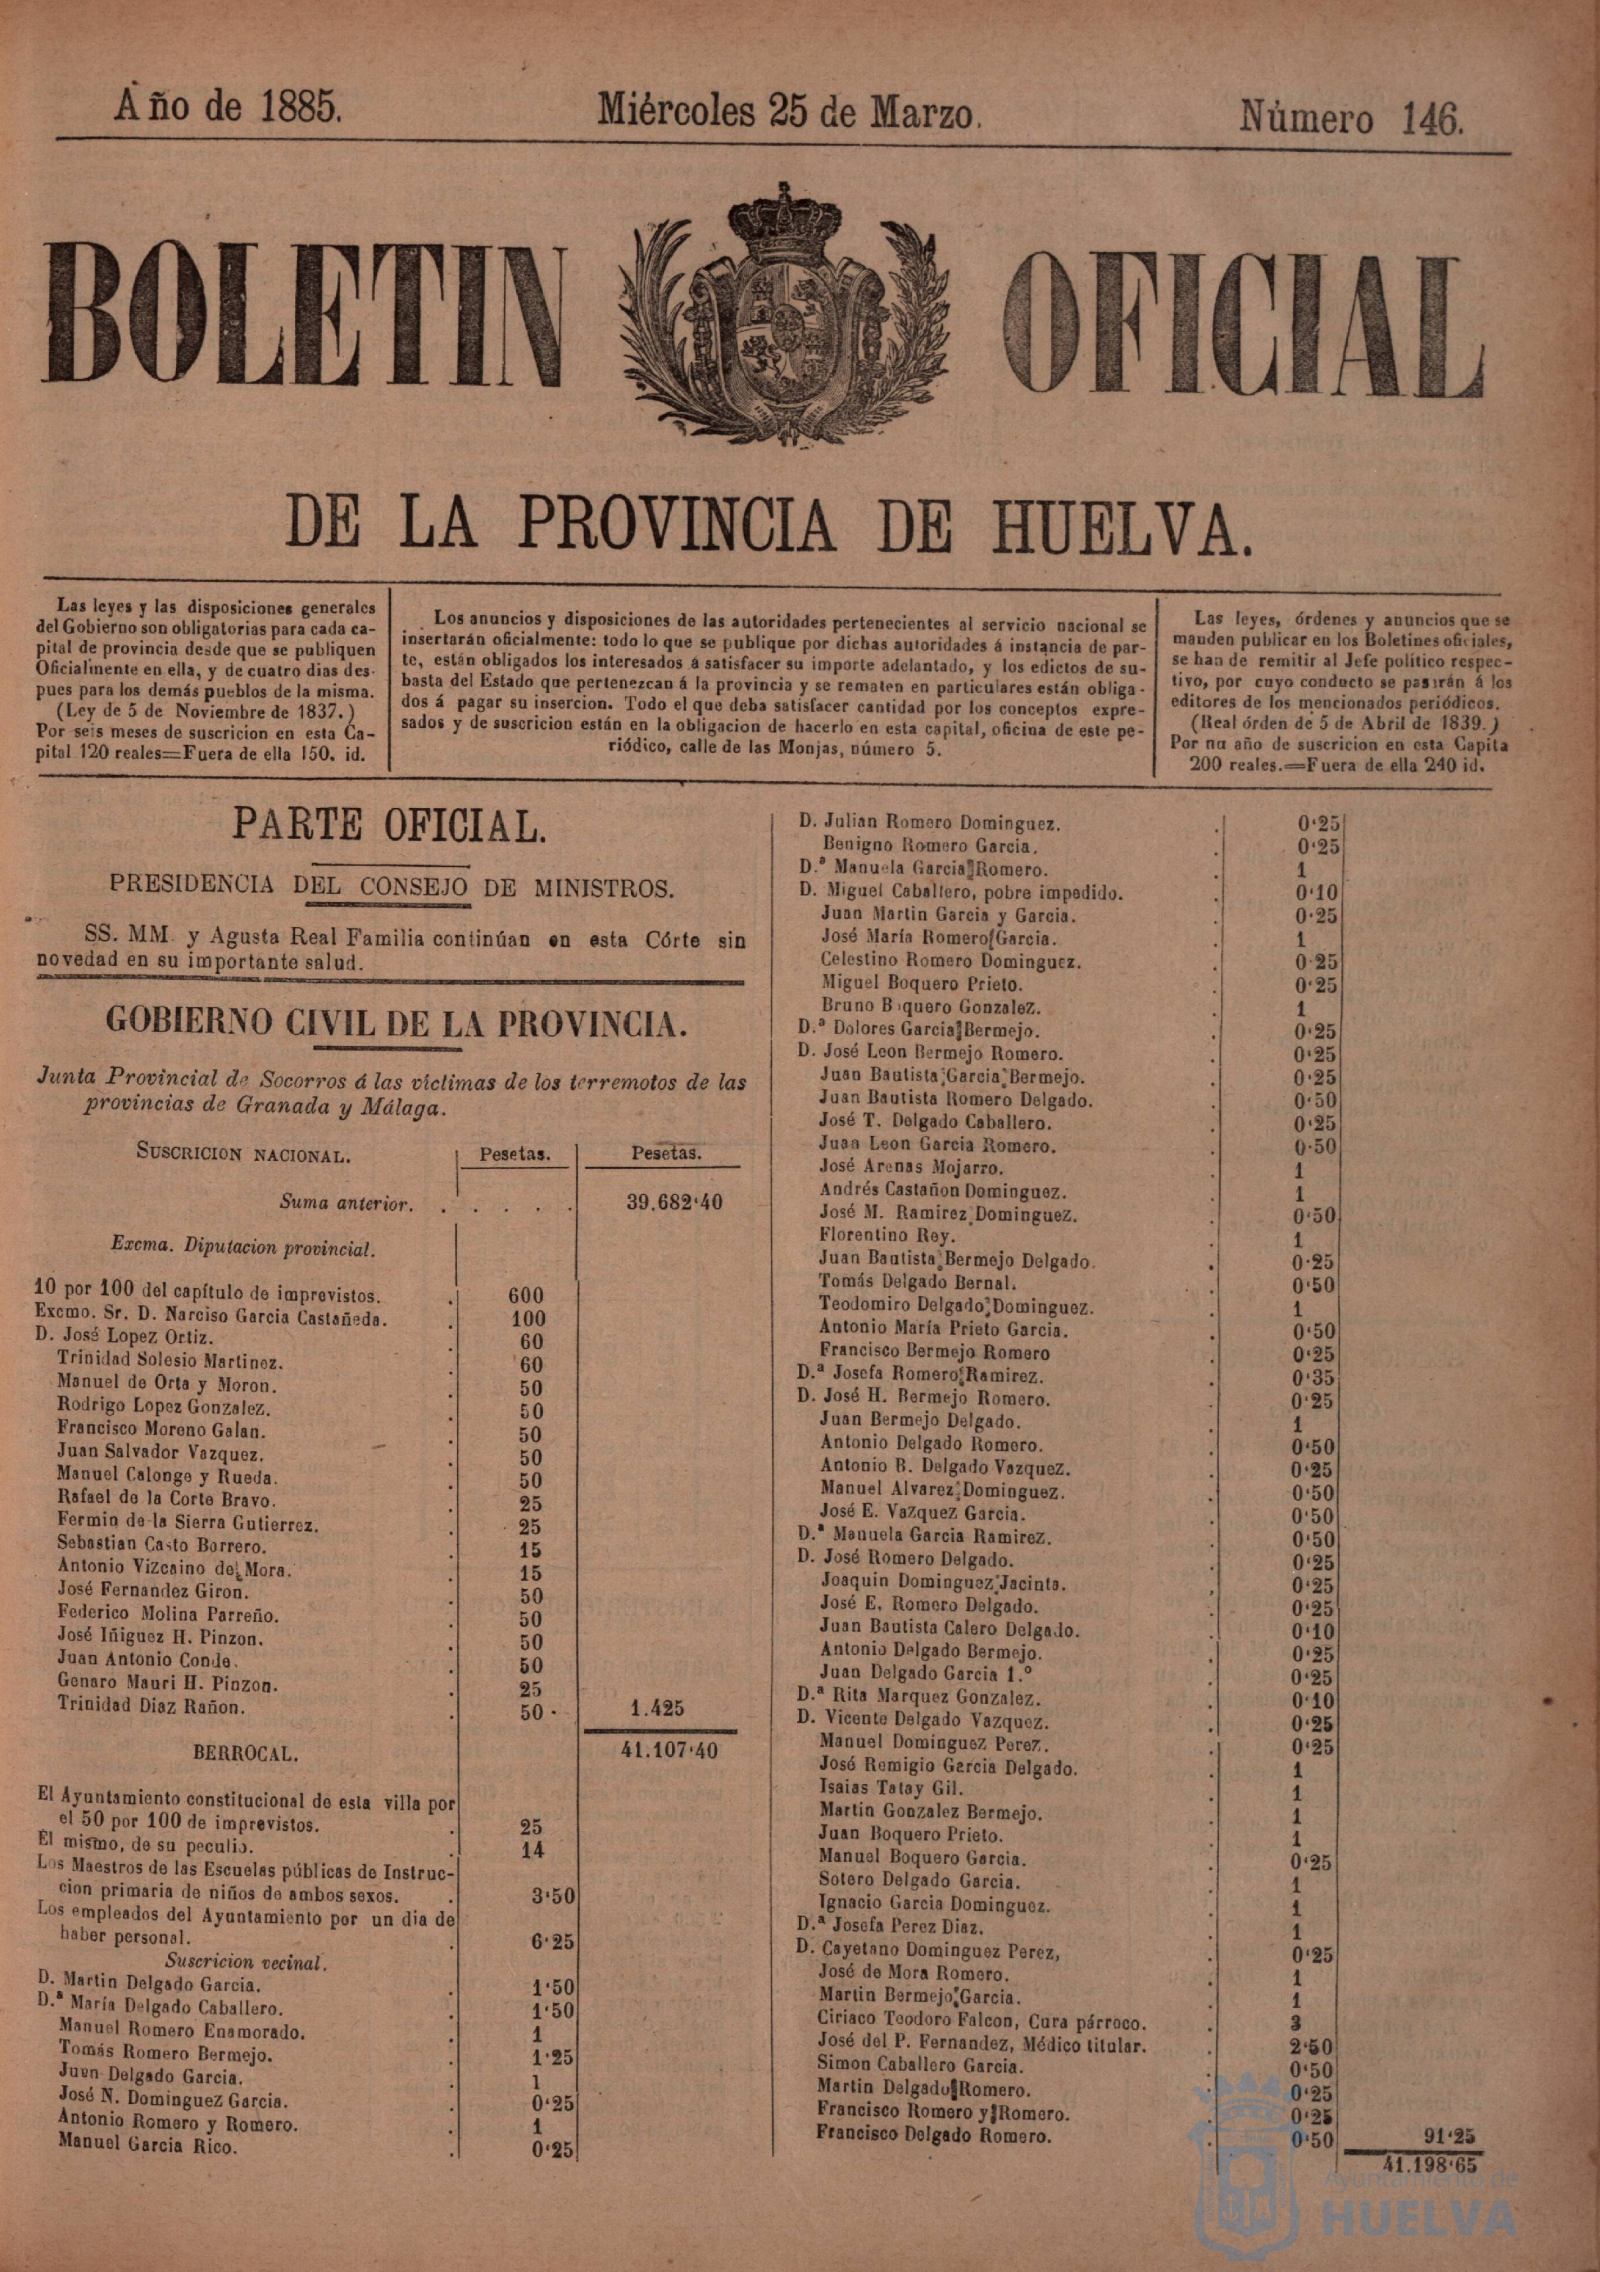 Año de 1885.
Miércoles 25 de Marzo.
Número 146.
BOLETIN OFICIAL
DE LA PROVINCIA DE HUELVA.
Las leyes y las disposiciones generales
del Gobierno son obligatorias para cada ca-
pital de provincia desde que se publiquen
Oficialmente en ella, y de cuatro dias des-
pues para los demás pueblos de la misma.
(Ley de 5 de Noviembre de 1837.)
Por seis meses de suscricion en esta Ca-
pital 120 reales=Fuera de ella 150. id.
Los anuncios y disposiciones de las autoridades pertenecientes al servicio nacional se
insertarán oficialmente: todo lo que se publique por dichas autoridades á instancia de par-
te, están obligados los interesados á satisfacer su importe adelantado, y los edictos de su-
basta del Estado que pertenezcan á la provincia y se rematen en particulares están obliga-
dos á pagar su insercion. Todo el que deba satisfacer cantidad por los conceptos expre-
sados y de suscricion están en la obligacion de hacerlo en esta capital, oficina de este pe-
riódico, calle de las Monjas, número 5.
Las leyes, órdenes y anuncios que se
manden publicar en los Boletines oficiales,
se han de remitir al Jefe político respec-
tivo, por cuyo conducto se pasarán á los
editores de los mencionados periódicos.
(Real órden de 5 de Abril de 1839.)
Por nu año de suscricion en esta Capita
200 reales.=Fuera de ella 240 id.
PARTE OFICIAL.
PRESIDENCIA DEL CONSEJO DE MINISTROS.
SS. MM. y Agusta Real Familia continúan en esta Córte sin
novedad en su importante salud.
GOBIERNO CIVIL DE LA PROVINCIA.
Junta Provincial de Socorros á las víctimas de los terremotos de las
provincias de Granada y Málaga.
SUSCRICION NACIONAL. Pesetas. Pesetas.
Suma anterior. . . . . . 39.682‘40
Excma. Diputacion provincial.
10 por 100 del capítulo de imprevistos. . 600
Excmo. Sr. D. Narciso Garcia Castañeda. . 100
D. José Lopez Ortiz. . 60
Trinidad Solesio Martinez. . 60
Manuel de Orta y Moron. . 50
Rodrigo Lopez Gonzalez. . 50
Francisco Moreno Galan. . 50
Juan Salvador Vazquez. . 50
Manuel Calonge y Rueda. . 50
Rafael de la Corte Bravo. . 25
Fermin de la Sierra Gutierrez. . 25
Sebastian Casto Borrero. . 15
Antonio Vizcaino de Mora. . 15
José Fernandez Giron. . 50
Federico Molina Parreño. . 50
José Iñiguez H. Pinzon. . 50
Juan Antonio Conde. . 50
Genaro Mauri H. Pinzon. . 25
Trinidad Diaz Rañon. . 50 1.425
41.107‘40
BERROCAL.
El Ayuntamiento constitucional de esta villa por
el 50 por 100 de imprevistos. . 25
El mismo, de su peculio. . 14
Los Maestros de las Escuelas públicas de Instruc-
cion primaria de niños de ambos sexos. . 3‘50
Los empleados del Ayuntamiento por un dia de
haber personal. . 6‘25
Suscricion vecinal.
D. Martin Delgado Garcia. . 1‘50
D.ª María Delgado Caballero. . 1‘50
Manuel Romero Enamorado. . 1
Tomás Romero Bermejo. . 1‘25
Juan Delgado Garcia. . 1
José N. Dominguez Garcia. . 0‘25
Antonio Romero y Romero. . 1
Manuel Garcia Rico. . 0‘25
D. Julian Romero Dominguez. . 0‘25
Benigno Romero Garcia. . 0‘25
D.ª Manuela Garcia Romero. . 1
D. Miguel Caballero, pobre impedido. . 0‘10
Juan Martin Garcia y Garcia. . 0‘25
José María Romero Garcia. . 1
Celestino Romero Dominguez. . 0‘25
Miguel Boquero Prieto. . 0‘25
Bruno Boquero Gonzalez. . 1
D.ª Dolores Garcia Bermejo. . 0‘25
D. José Leon Bermejo Romero. . 0‘25
Juan Bautista Garcia Bermejo. . 0‘25
Juan Bautista Romero Delgado. . 0‘50
José T. Delgado Caballero. . 0‘25
Juan Leon Garcia Romero. . 0‘50
José Arenas Mojarro. . 1
Andrés Castañon Dominguez. . 1
José M. Ramirez Dominguez. . 0‘50
Florentino Rey. . 1
Juan Bautista Bermejo Delgado. . 0‘25
Tomás Delgado Bernal. . 0‘50
Teodomiro Delgado Dominguez. . 1
Antonio María Prieto Garcia. . 0‘50
Francisco Bermejo Romero . 0‘25
D.ª Josefa Romero Ramirez. . 0‘35
D. José H. Bermejo Romero. . 0‘25
Juan Bermejo Delgado. . 1
Antonio Delgado Romero. . 0‘50
Antonio R. Delgado Vazquez. . 0‘25
Manuel Alvarez Dominguez. . 0‘50
José E. Vazquez Garcia. . 0‘50
D.ª Manuela Garcia Ramirez. . 0‘50
D. José Romero Delgado. . 0‘25
Joaquin Dominguez Jacinta. . 0‘25
José E. Romero Delgado. . 0‘25
Juan Bautista Calero Delgado. . 0‘10
Antonio Delgado Bermejo. . 0‘25
Juan Delgado Garcia 1.º . 0‘25
D.ª Rita Marquez Gonzalez. . 0‘10
D. Vicente Delgado Vazquez. . 0‘25
Manuel Dominguez Perez. . 0‘25
José Remigio Garcia Delgado. . 1
Isaias Tatay Gil. . 1
Martin Gonzalez Bermejo. . 1
Juan Boquero Prieto. . 1
Manuel Boquero Garcia. . 0‘25
Sotero Delgado Garcia. . 1
Ignacio Garcia Dominguez. . 1
D.ª Josefa Perez Diaz. . 1
D. Cayetano Dominguez Perez, . 0‘25
José de Mora Romero. . 1
Martin Bermejo Garcia. . 1
Ciriaco Teodoro Falcon, Cura párroco. . 3
José del P. Fernandez, Médico titular. . 2‘50
Simon Caballero Garcia. . 0‘50
Martin Delgado Romero. . 0‘25
Francisco Romero y Romero. . 0‘25
Francisco Delgado Romero. . 0‘50 91‘25
41.198‘65
Ayuntamiento de
HUELVA